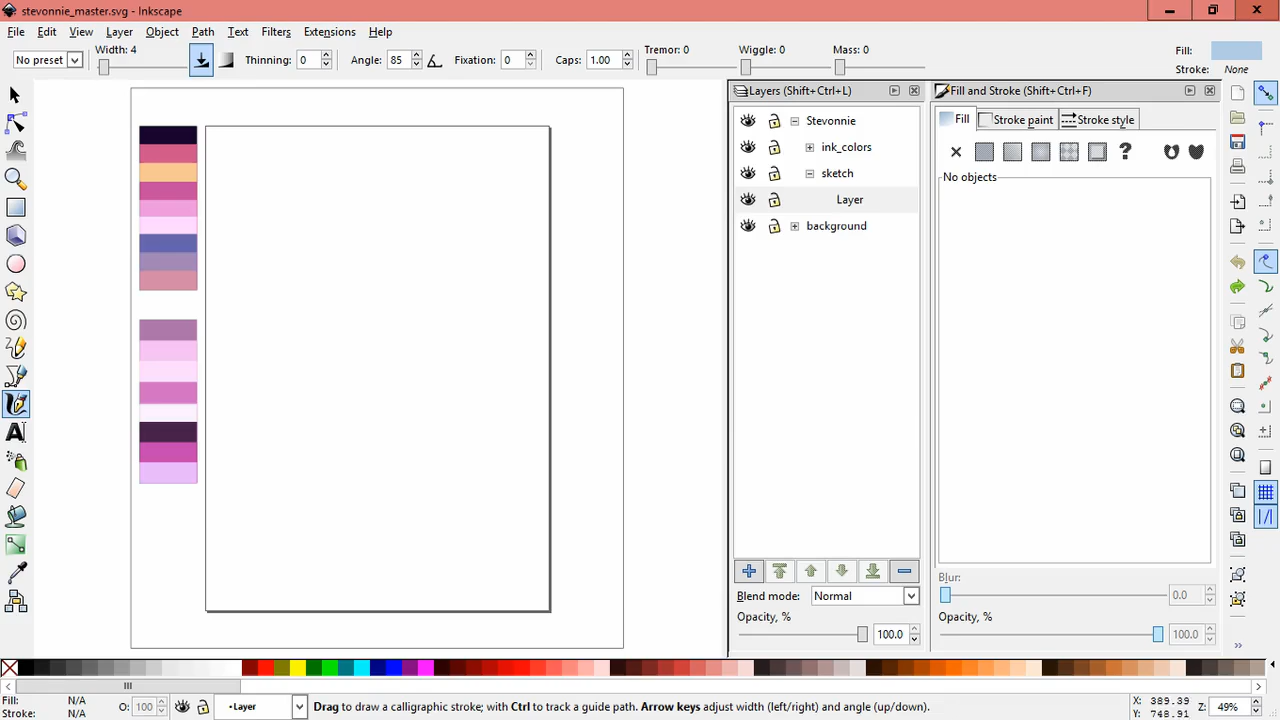 stevonnie_master.svg - Inkscape
File Edit View Layer Object Path Text Filters Extensions Help
No preset Width: 4 Thinning: 0 Angle: 85 Fixation: 0 Caps: 1.00 Tremor: 0 Wiggle: 0 Mass: 0 Fill:
Stroke: None
Layers (Shift+Ctrl+L) Fill and Stroke (Shift+Ctrl+F)
Stevonnie Fill Stroke paint Stroke style
ink_colors
sketch
No objects
Layer
background
Blend mode: Normal Blur: 0.0
Opacity, % Opacity, %
100.0 100.0
Fill: N/A
Stroke: N/A
O: 100 •Layer Drag to draw a calligraphic stroke; with Ctrl to track a guide path. Arrow keys adjust width (left/right) and angle (up/down).
X: 389.39
Y: 748.91
Z: 49%